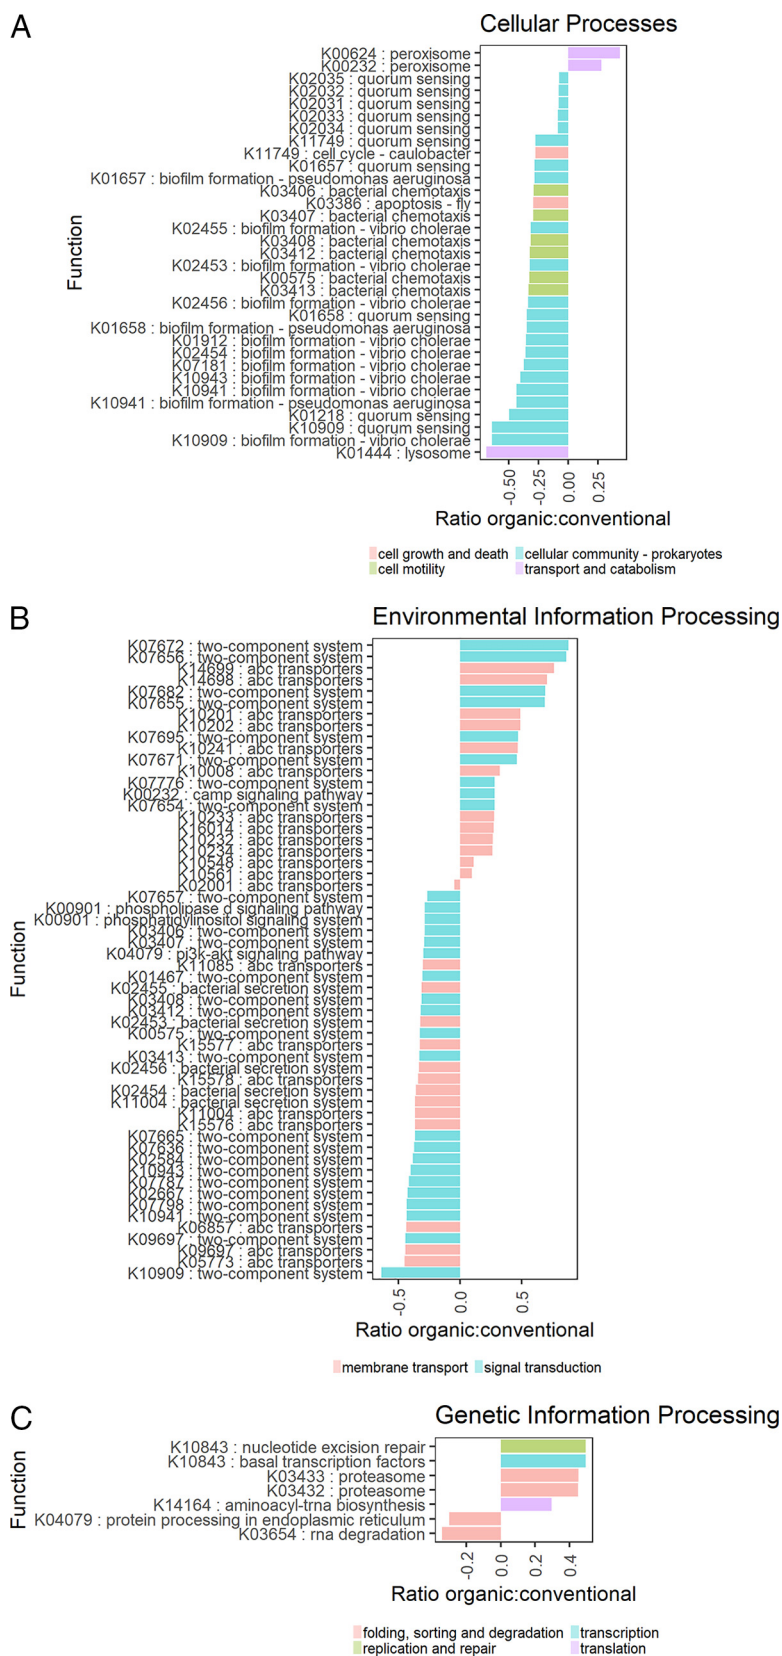 A
Cellular Processes
K00624 : peroxisome
K00232 : peroxisome
K02035 : quorum sensing
K02032 : quorum sensing
K02031 : quorum sensing
K02033 : quorum sensing
K02034 : quorum sensing
K11749 : quorum sensing
K11749 : cell cycle - caulobacter
K01657 : quorum sensing
K01657 : biofilm formation - pseudomonas aeruginosa
K03406 : bacterial chemotaxis
K03386 : apoptosis - fly
K03407 : bacterial chemotaxis
K02455 : biofilm formation - vibrio cholerae
K03408 : bacterial chemotaxis
K03412 : bacterial chemotaxis
K02453 : biofilm formation - vibrio cholerae
K00575 : bacterial chemotaxis
K03413 : bacterial chemotaxis
K02456 : biofilm formation - vibrio cholerae
K01658 : quorum sensing
K01658 : biofilm formation - pseudomonas aeruginosa
K01912 : biofilm formation - vibrio cholerae
K02454 : biofilm formation - vibrio cholerae
K07181 : biofilm formation - vibrio cholerae
K10943 : biofilm formation - vibrio cholerae
K10941 : biofilm formation - vibrio cholerae
K10941 : biofilm formation - pseudomonas aeruginosa
K01218 : quorum sensing
K10909 : quorum sensing
K10909 : biofilm formation - vibrio cholerae
K01444 : lysosome
Function
-0.50 -0.25 0.00 0.25
Ratio organic:conventional
cell growth and death cellular community - prokaryotes
cell motility transport and catabolism
B
Environmental Information Processing
K07672 : two-component system
K07656 : two-component system
K14699 : abc transporters
K14698 : abc transporters
K07682 : two-component system
K07655 : two-component system
K10201 : abc transporters
K10202 : abc transporters
K07695 : two-component system
K10241 : abc transporters
K07671 : two-component system
K10008 : abc transporters
K07776 : two-component system
K00232 : camp signaling pathway
K07654 : two-component system
K10233 : abc transporters
K16014 : abc transporters
K10232 : abc transporters
K10234 : abc transporters
K10548 : abc transporters
K10561 : abc transporters
K02001 : abc transporters
K07657 : two-component system
K00901 : phospholipase d signaling pathway
K00901 : phosphatidylinositol signaling system
K03406 : two-component system
K03407 : two-component system
K04079 : pi3k-akt signaling pathway
K11085 : abc transporters
K01467 : two-component system
K02455 : bacterial secretion system
K03408 : two-component system
K03412 : two-component system
K02453 : bacterial secretion system
K00575 : two-component system
K15577 : abc transporters
K03413 : two-component system
K02456 : bacterial secretion system
K15578 : abc transporters
K02454 : bacterial secretion system
K11004 : bacterial secretion system
K11004 : abc transporters
K15576 : abc transporters
K07665 : two-component system
K07636 : two-component system
K02584 : two-component system
K10943 : two-component system
K07787 : two-component system
K02667 : two-component system
K07798 : two-component system
K10941 : two-component system
K06857 : abc transporters
K09697 : two-component system
K09697 : abc transporters
K05773 : abc transporters
K10909 : two-component system
Function
-0.5 0.0 0.5
Ratio organic:conventional
membrane transport signal transduction
C
Genetic Information Processing
K10843 : nucleotide excision repair
K10843 : basal transcription factors
K03433 : proteasome
K03432 : proteasome
K14164 : aminoacyl-trna biosynthesis
K04079 : protein processing in endoplasmic reticulum
K03654 : rna degradation
Function
-0.2 0.0 0.2 0.4
Ratio organic:conventional
folding, sorting and degradation transcription
replication and repair translation